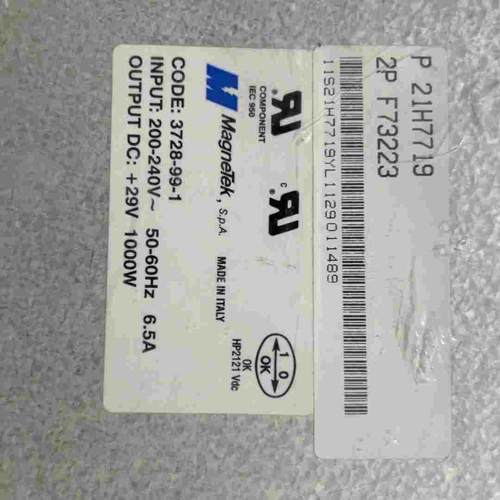 P 21H7719
2P F73223
11S21H7719YL1129011489
COMPONENT
IEC 950
c
MagneTek, S.p.A.
MADE IN ITALY
1 0
OK
OK
HP2121 Vdc
CODE: 3728-99-1
INPUT: 200-240V~ 50-60Hz 6.5A
OUTPUT DC: +29V 1000W